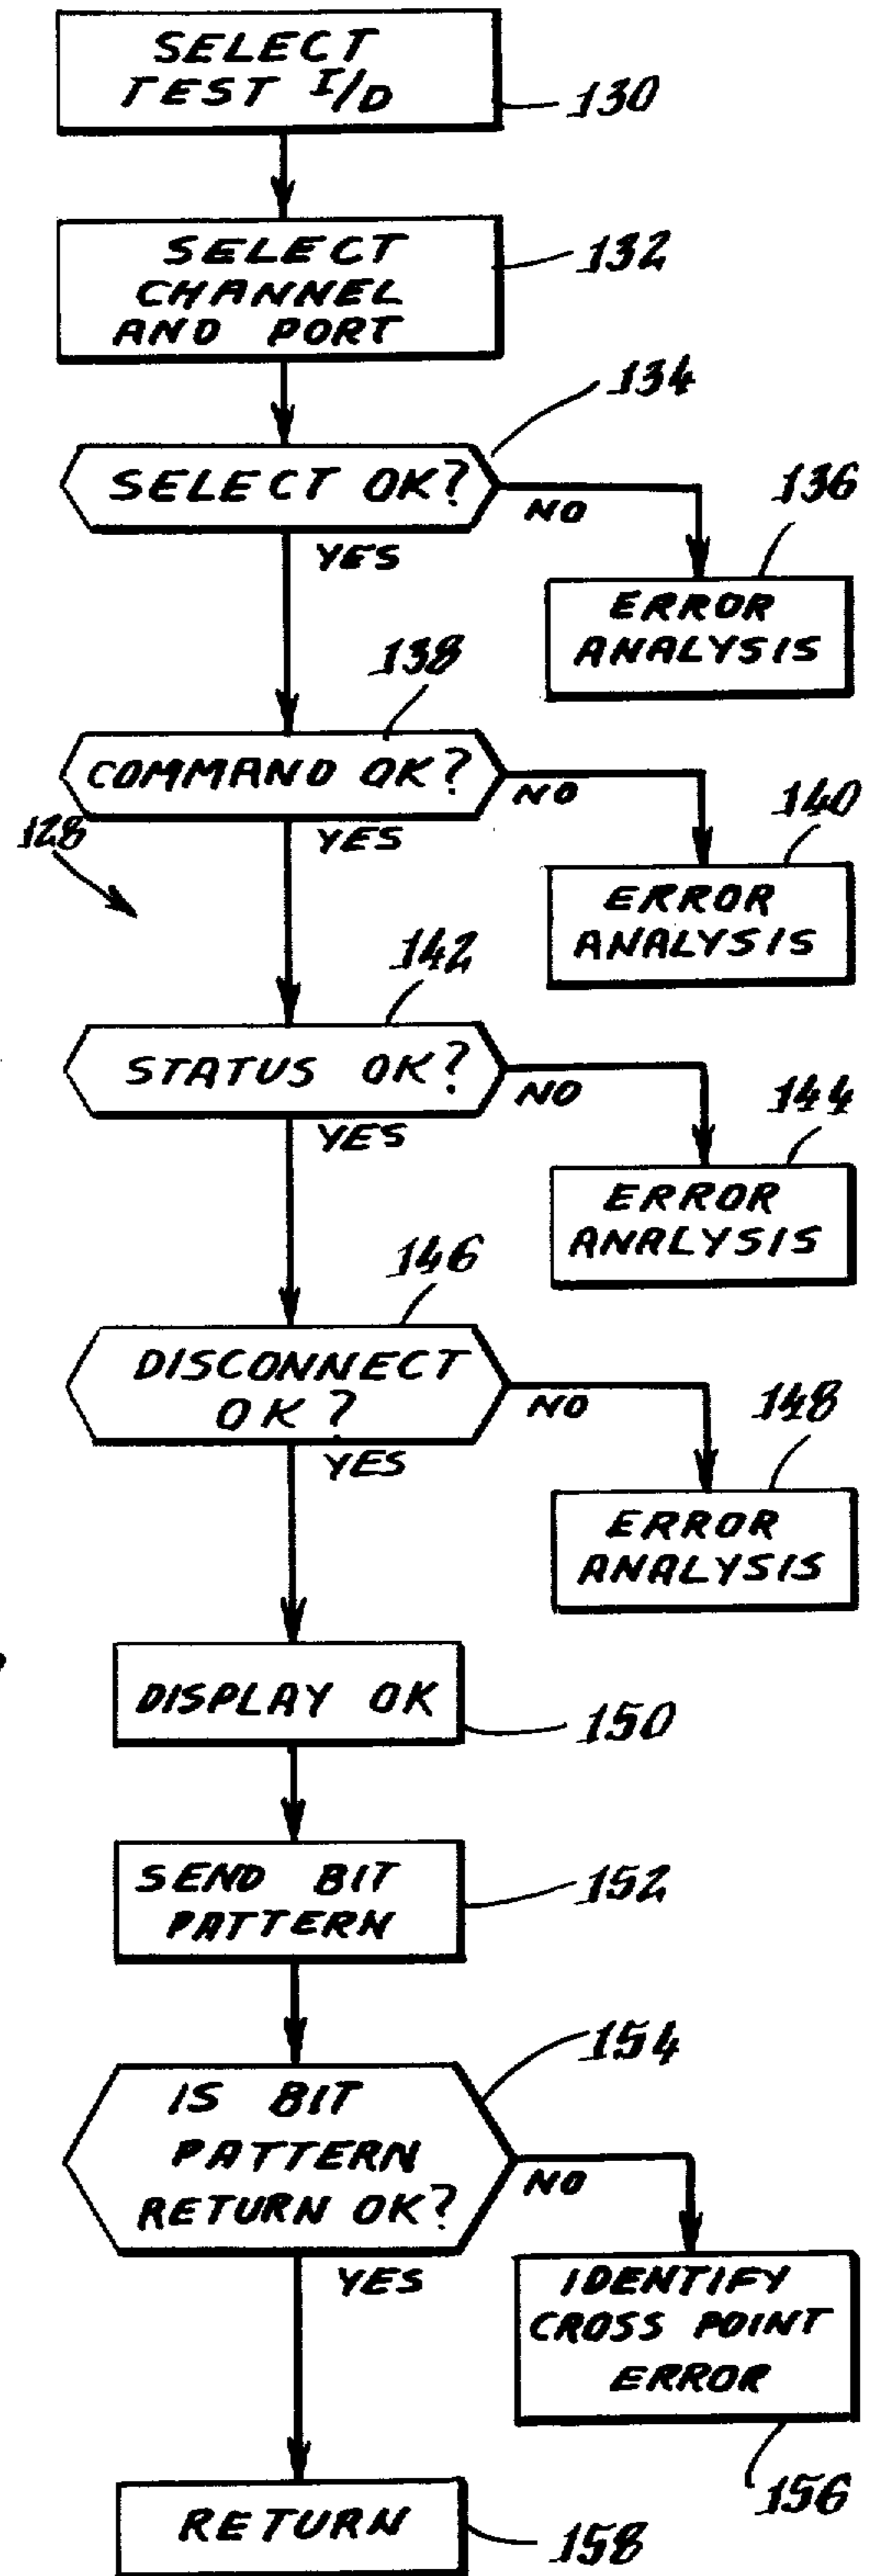 SELECT
TEST I/D
130
SELECT
CHANNEL
AND PORT
132
134
SELECT OK?
NO
YES
136
ERROR
ANALYSIS
138
COMMAND OK?
NO
YES
128
140
ERROR
ANALYSIS
142
STATUS OK?
NO
YES
144
ERROR
ANALYSIS
146
DISCONNECT
OK?
NO
YES
148
ERROR
ANALYSIS
DISPLAY OK
150
SEND BIT
PATTERN
152
154
IS BIT
PATTERN
RETURN OK?
NO
YES
IDENTIFY
CROSS POINT
ERROR
156
RETURN
158